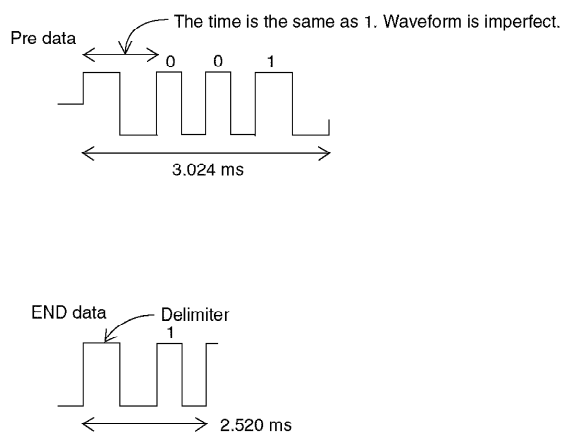 The time is the same as 1. Waveform is imperfect.
Pre data
0 0 1
3.024 ms
END data
Delimiter
1
2.520 ms